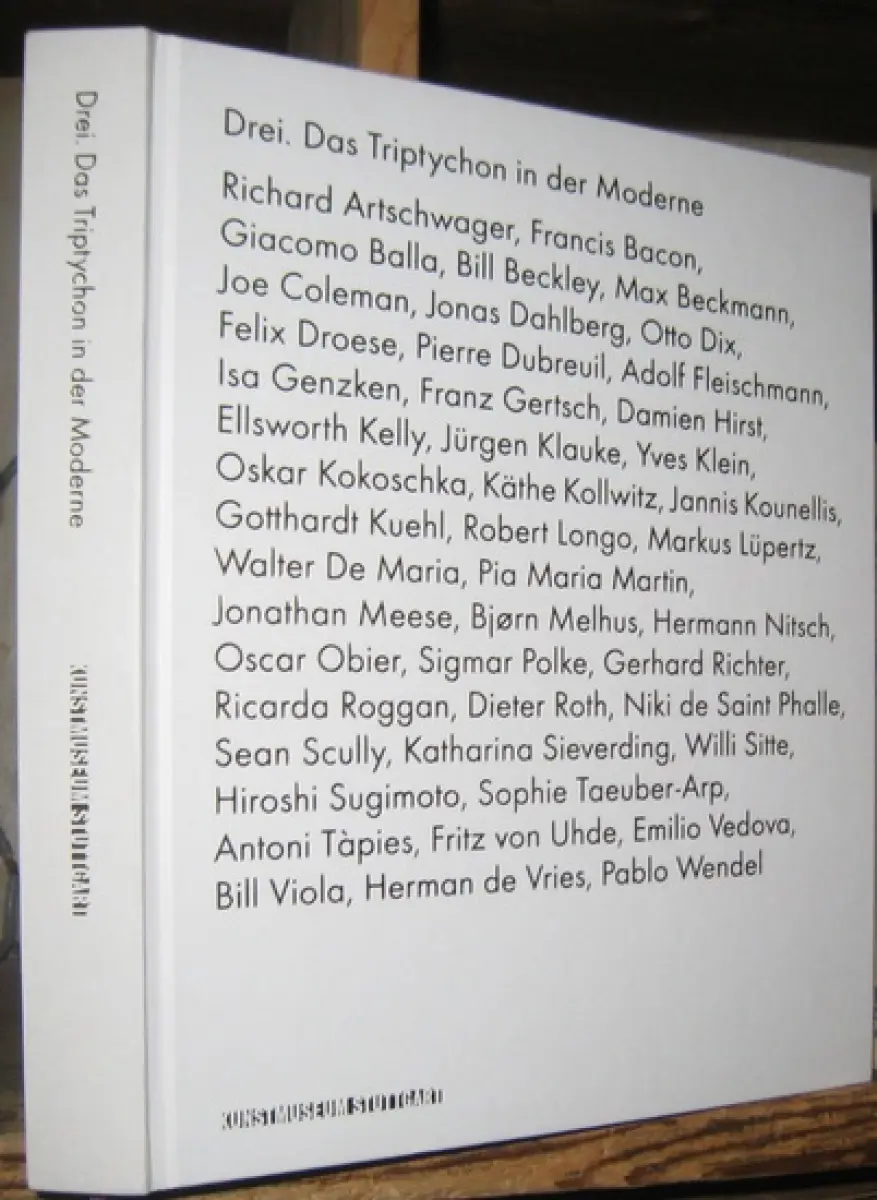 Drei. Das Triptychon in der Moderne
KUNSTMUSEUM STUTTGART
Drei. Das Triptychon in der Moderne
Richard Artschwager, Francis Bacon,
Giacomo Balla, Bill Beckley, Max Beckmann,
Joe Coleman, Jonas Dahlberg, Otto Dix,
Felix Droese, Pierre Dubreuil, Adolf Fleischmann,
Isa Genzken, Franz Gertsch, Damien Hirst,
Ellsworth Kelly, Jürgen Klauke, Yves Klein,
Oskar Kokoschka, Käthe Kollwitz, Jannis Kounellis,
Gotthardt Kuehl, Robert Longo, Markus Lüpertz,
Walter De Maria, Pia Maria Martin,
Jonathan Meese, Bjørn Melhus, Hermann Nitsch,
Oscar Obier, Sigmar Polke, Gerhard Richter,
Ricarda Roggan, Dieter Roth, Niki de Saint Phalle,
Sean Scully, Katharina Sieverding, Willi Sitte,
Hiroshi Sugimoto, Sophie Taeuber-Arp,
Antoni Tàpies, Fritz von Uhde, Emilio Vedova,
Bill Viola, Herman de Vries, Pablo Wendel
KUNSTMUSEUM STUTTGART